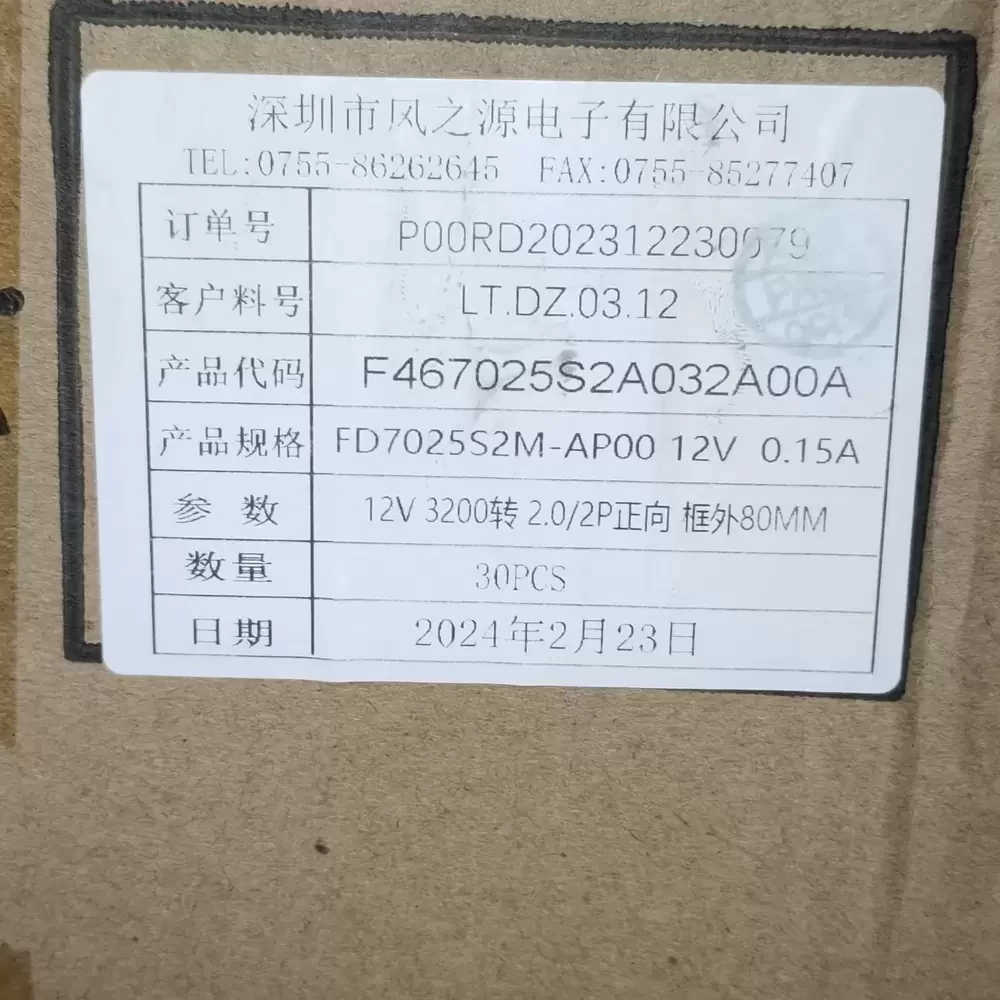 深圳市风之源电子有限公司
TEL:0755-86262645 FAX:0755-85277407
订单号 P00RD202312230079
客户料号 LT.DZ.03.12
产品代码 F467025S2A032A00A
产品规格 FD7025S2M-AP00 12V 0.15A
参数 12V 3200转 2.0/2P正向 框外80MM
数量 30PCS
日期 2024年2月23日